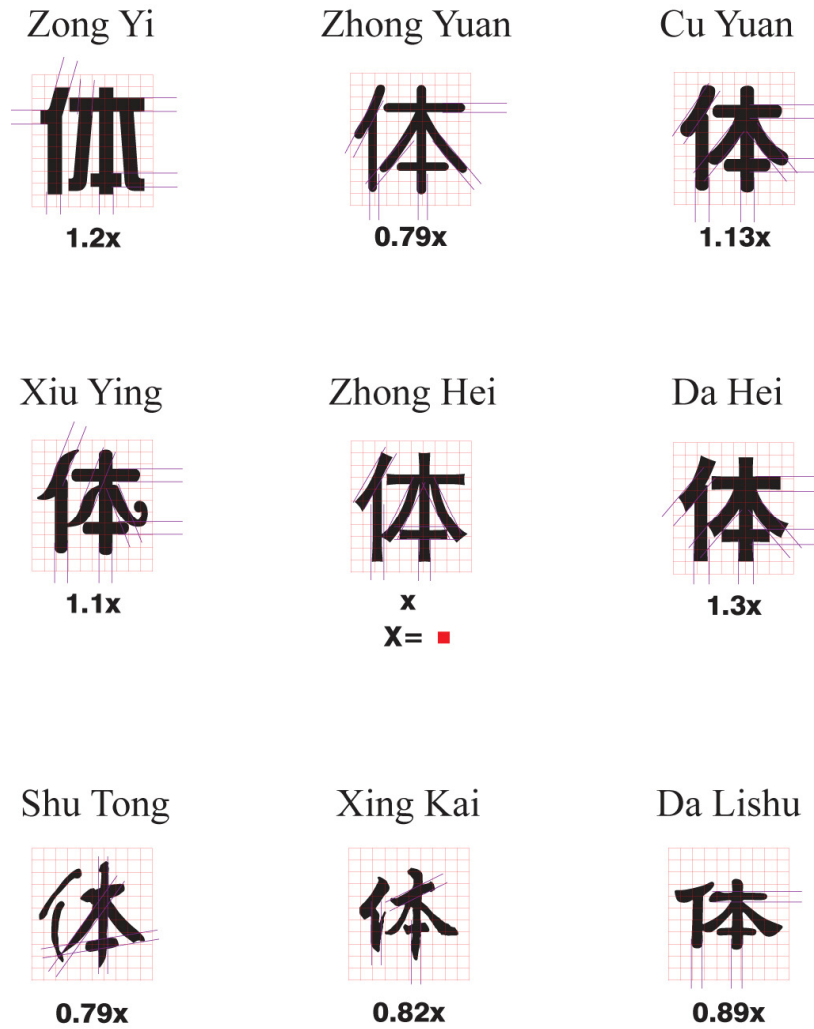 Zong Yi
Zhong Yuan
Cu Yuan
体
体
体
1.2x
0.79x
1.13x
Xiu Ying
Zhong Hei
Da Hei
体
体
体
1.1x
x
1.3x
X=
Shu Tong
Xing Kai
Da Lishu
体
体
体
0.79x
0.82x
0.89x